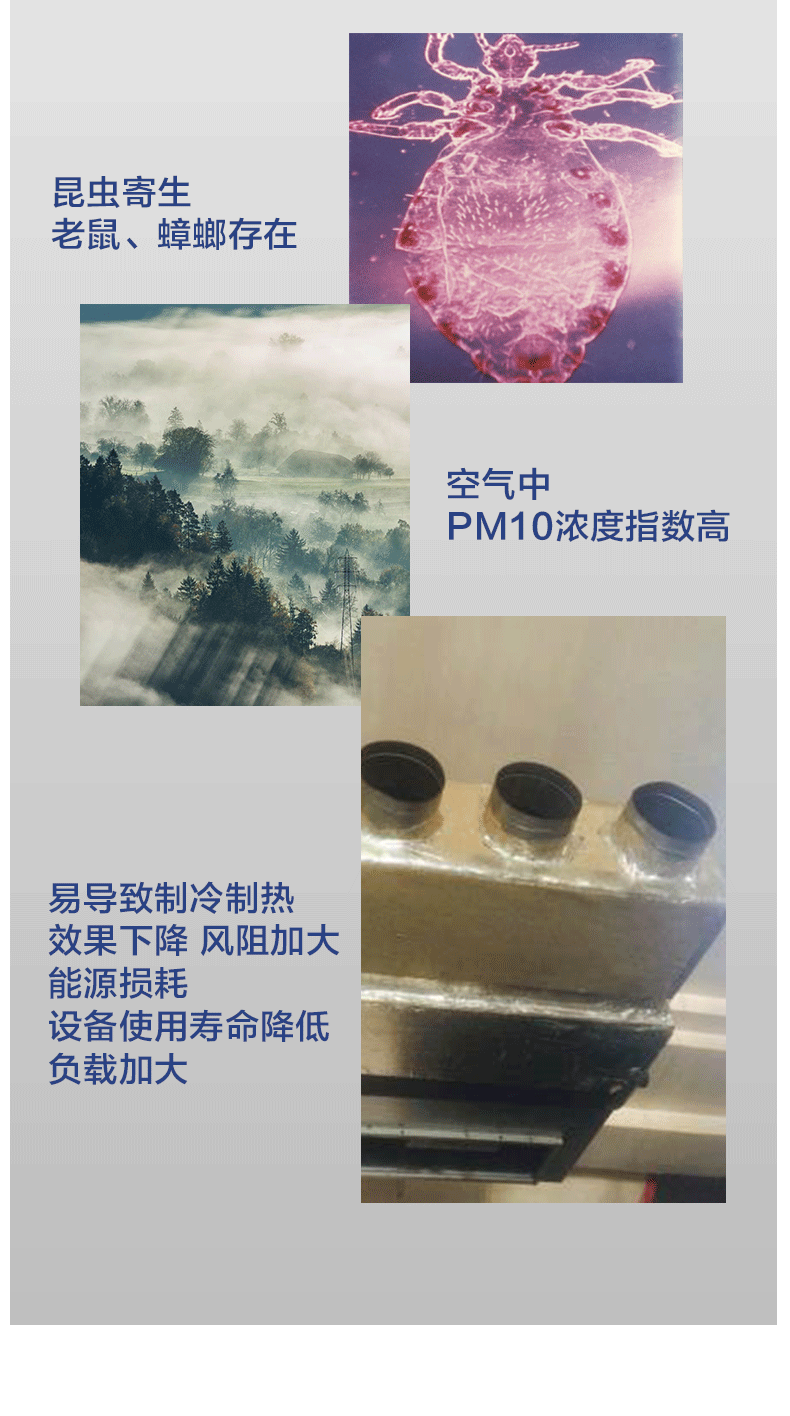 昆虫寄生
老鼠、蟑螂存在
空气中
PM10浓度指数高
易导致制冷制热
效果下降 风阻加大
能源损耗
设备使用寿命降低
负载加大